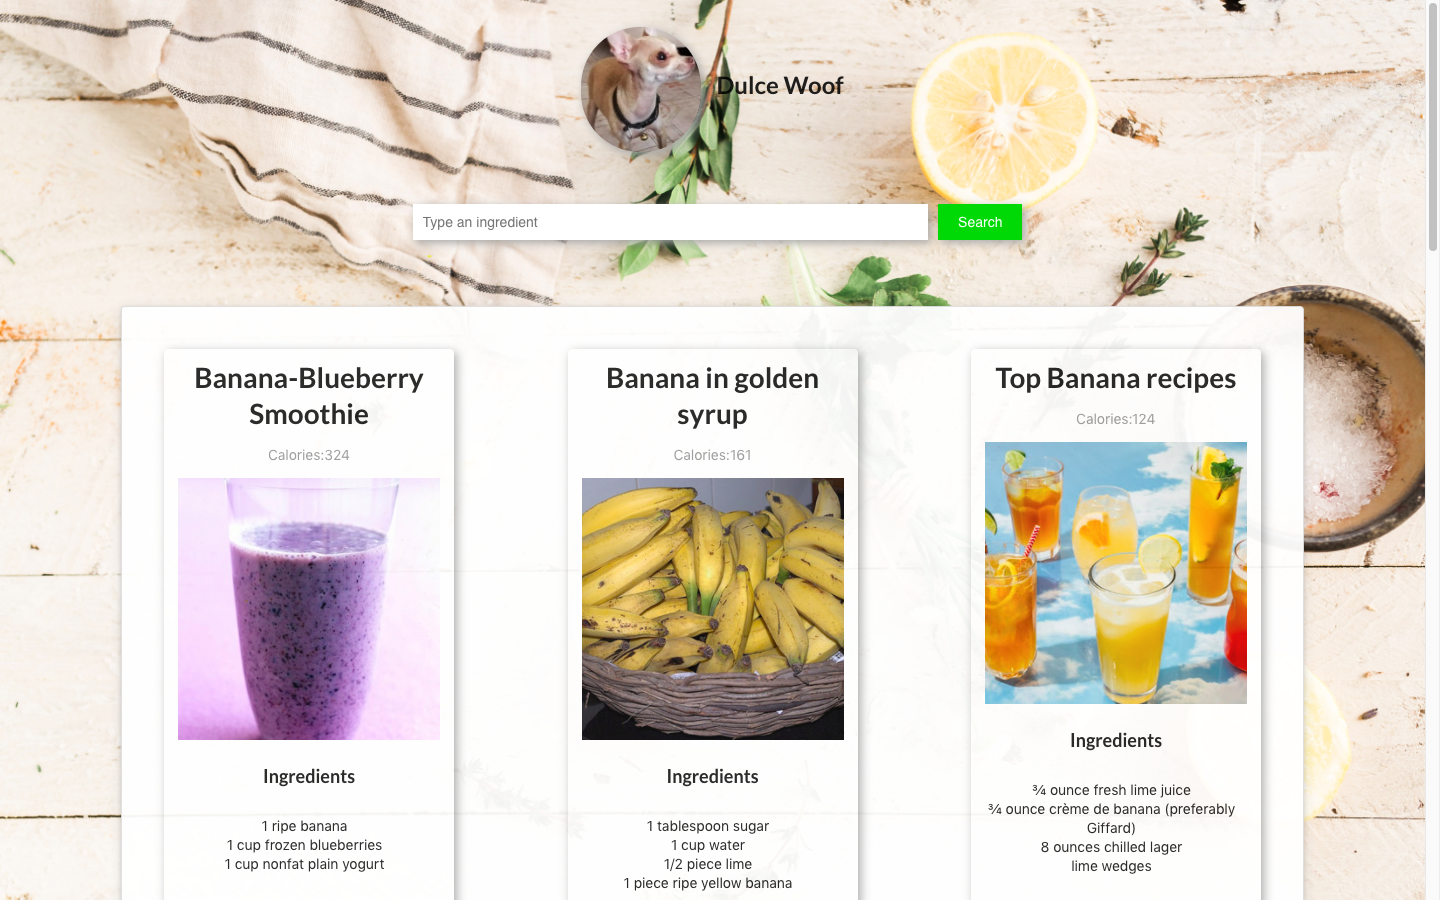 Dulce Woof
Type an ingredient
Search
Banana-Blueberry
Smoothie
Calories:324
Ingredients
1 ripe banana
1 cup frozen blueberries
1 cup nonfat plain yogurt
Banana in golden
syrup
Calories:161
Ingredients
1 tablespoon sugar
1 cup water
1/2 piece lime
1 piece ripe yellow banana
Top Banana recipes
Calories:124
Ingredients
¾ ounce fresh lime juice
¾ ounce crème de banana (preferably
Giffard)
8 ounces chilled lager
lime wedges